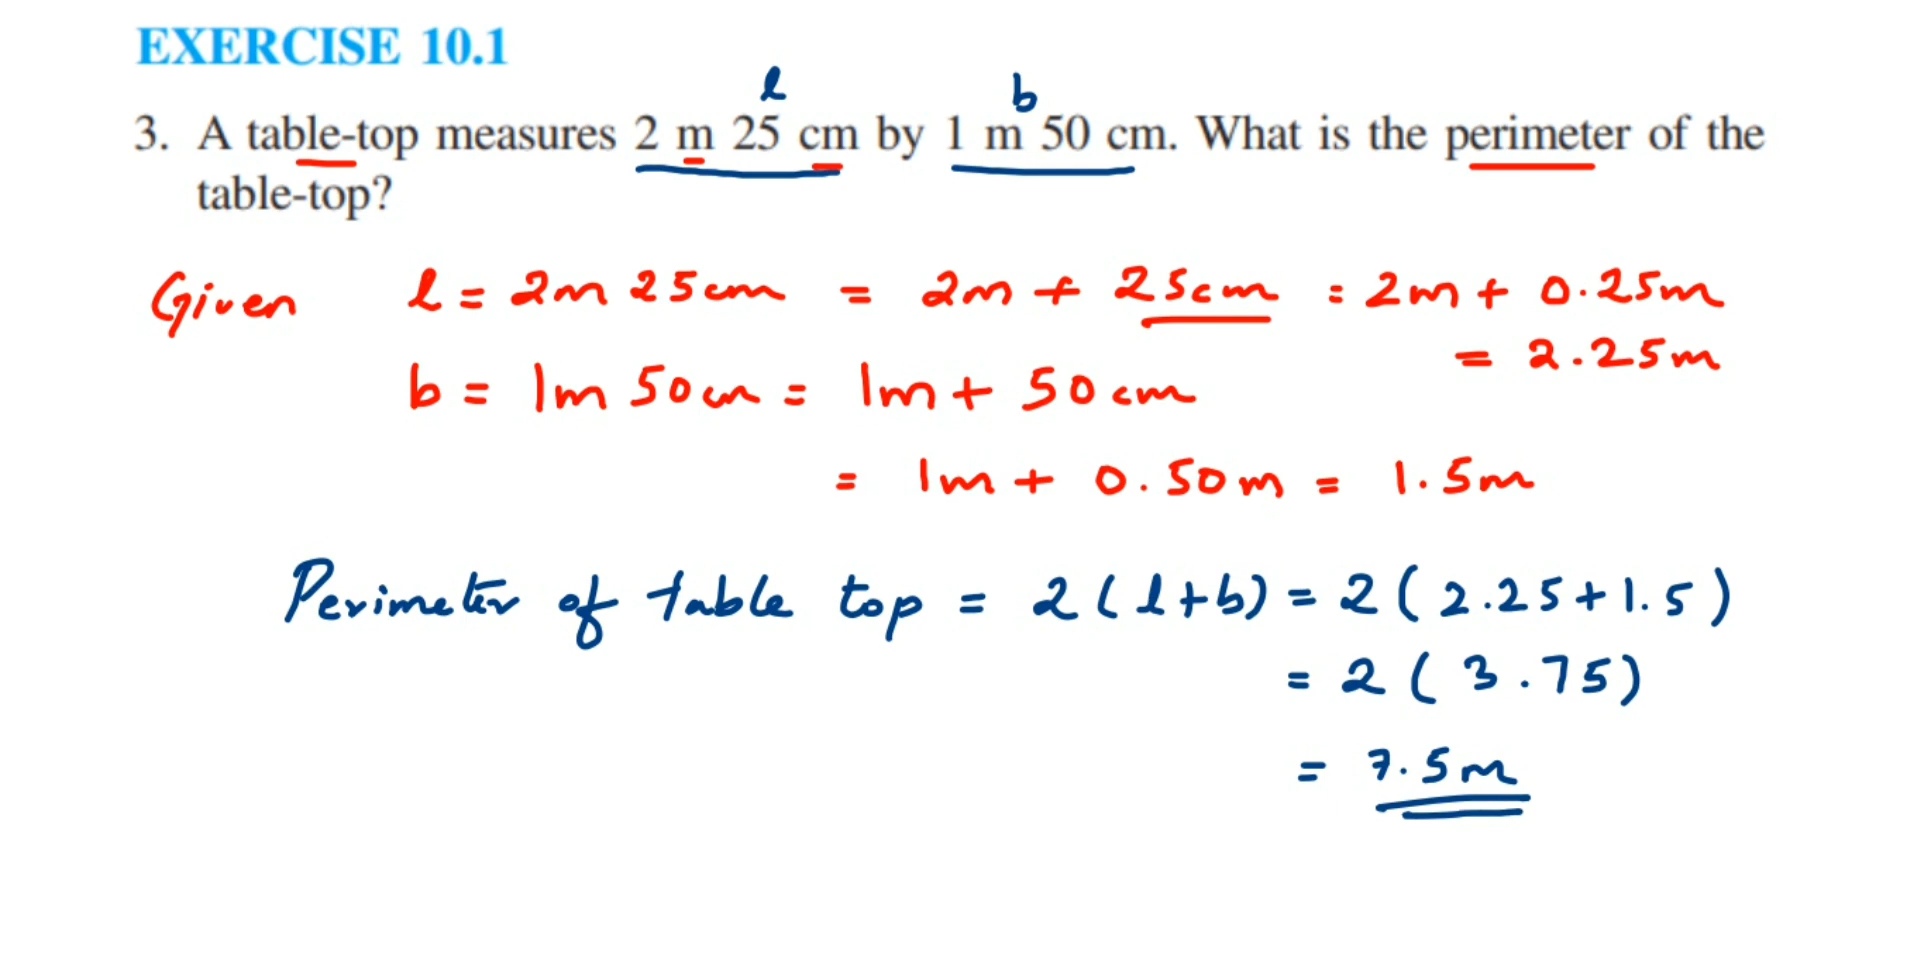 EXERCISE 10.1
l b
3. A table-top measures 2 m 25 cm by 1 m 50 cm. What is the perimeter of the
table-top?
Given l = 2m 25cm = 2m + 25cm = 2m + 0.25m
= 2.25m
b = 1m 50cm = 1m + 50cm
= 1m + 0.50m = 1.5m
Perimeter of table top = 2(l+b) = 2(2.25+1.5)
= 2(3.75)
= 7.5m